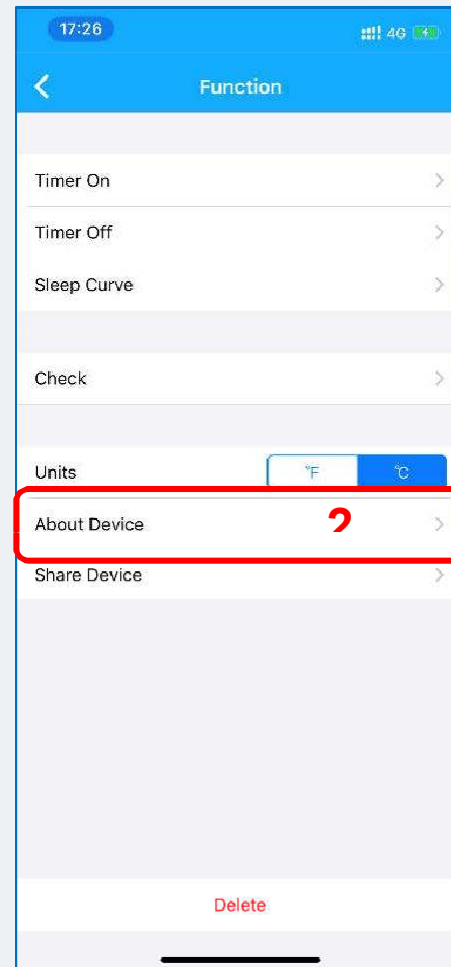 17:26 4G
Function
Timer On
Timer Off
Sleep Curve
Check
Units °F °C
About Device 2
Share Device
Delete